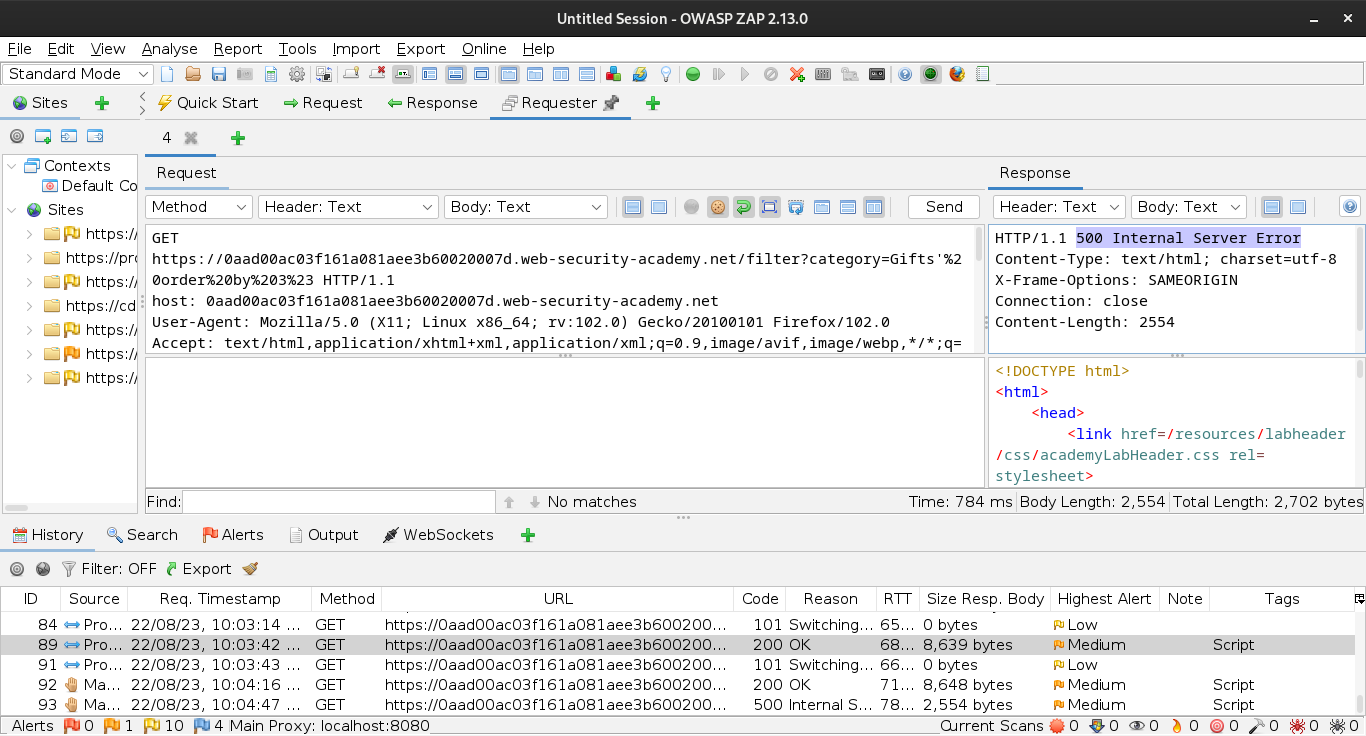 Untitled Session - OWASP ZAP 2.13.0
File Edit View Analyse Report Tools Import Export Online Help
Standard Mode
Sites Quick Start Request Response Requester
4
Contexts
Default Co
Sites
https://
https://pro
https://
https://cd
https://
https://
https://
Request
Method Header: Text Body: Text Send
GET
https://0aad00ac03f161a081aee3b60020007d.web-security-academy.net/filter?category=Gifts'%2
0order%20by%203%23 HTTP/1.1
host: 0aad00ac03f161a081aee3b60020007d.web-security-academy.net
User-Agent: Mozilla/5.0 (X11; Linux x86_64; rv:102.0) Gecko/20100101 Firefox/102.0
Accept: text/html,application/xhtml+xml,application/xml;q=0.9,image/avif,image/webp,*/*;q=
Response
Header: Text Body: Text
HTTP/1.1 500 Internal Server Error
Content-Type: text/html; charset=utf-8
X-Frame-Options: SAMEORIGIN
Connection: close
Content-Length: 2554
<!DOCTYPE html>
<html>
<head>
<link href=/resources/labheader
/css/academyLabHeader.css rel=
stylesheet>
Find: No matches Time: 784 ms Body Length: 2,554 Total Length: 2,702 bytes
History Search Alerts Output WebSockets
Filter: OFF Export
ID Source Req. Timestamp Method URL Code Reason RTT Size Resp. Body Highest Alert Note Tags
84 Pro... 22/08/23, 10:03:14 ... GET https://0aad00ac03f161a081aee3b600200... 101 Switching... 65... 0 bytes Low
89 Pro... 22/08/23, 10:03:42 ... GET https://0aad00ac03f161a081aee3b600200... 200 OK 68... 8,639 bytes Medium Script
91 Pro... 22/08/23, 10:03:43 ... GET https://0aad00ac03f161a081aee3b600200... 101 Switching... 66... 0 bytes Low
92 Ma... 22/08/23, 10:04:16 ... GET https://0aad00ac03f161a081aee3b600200... 200 OK 71... 8,648 bytes Medium Script
93 Ma... 22/08/23, 10:04:47 ... GET https://0aad00ac03f161a081aee3b600200... 500 Internal S... 78... 2,554 bytes Medium Script
Alerts 0 1 10 4 Main Proxy: localhost:8080 Current Scans 0 0 0 0 0 0 0 0